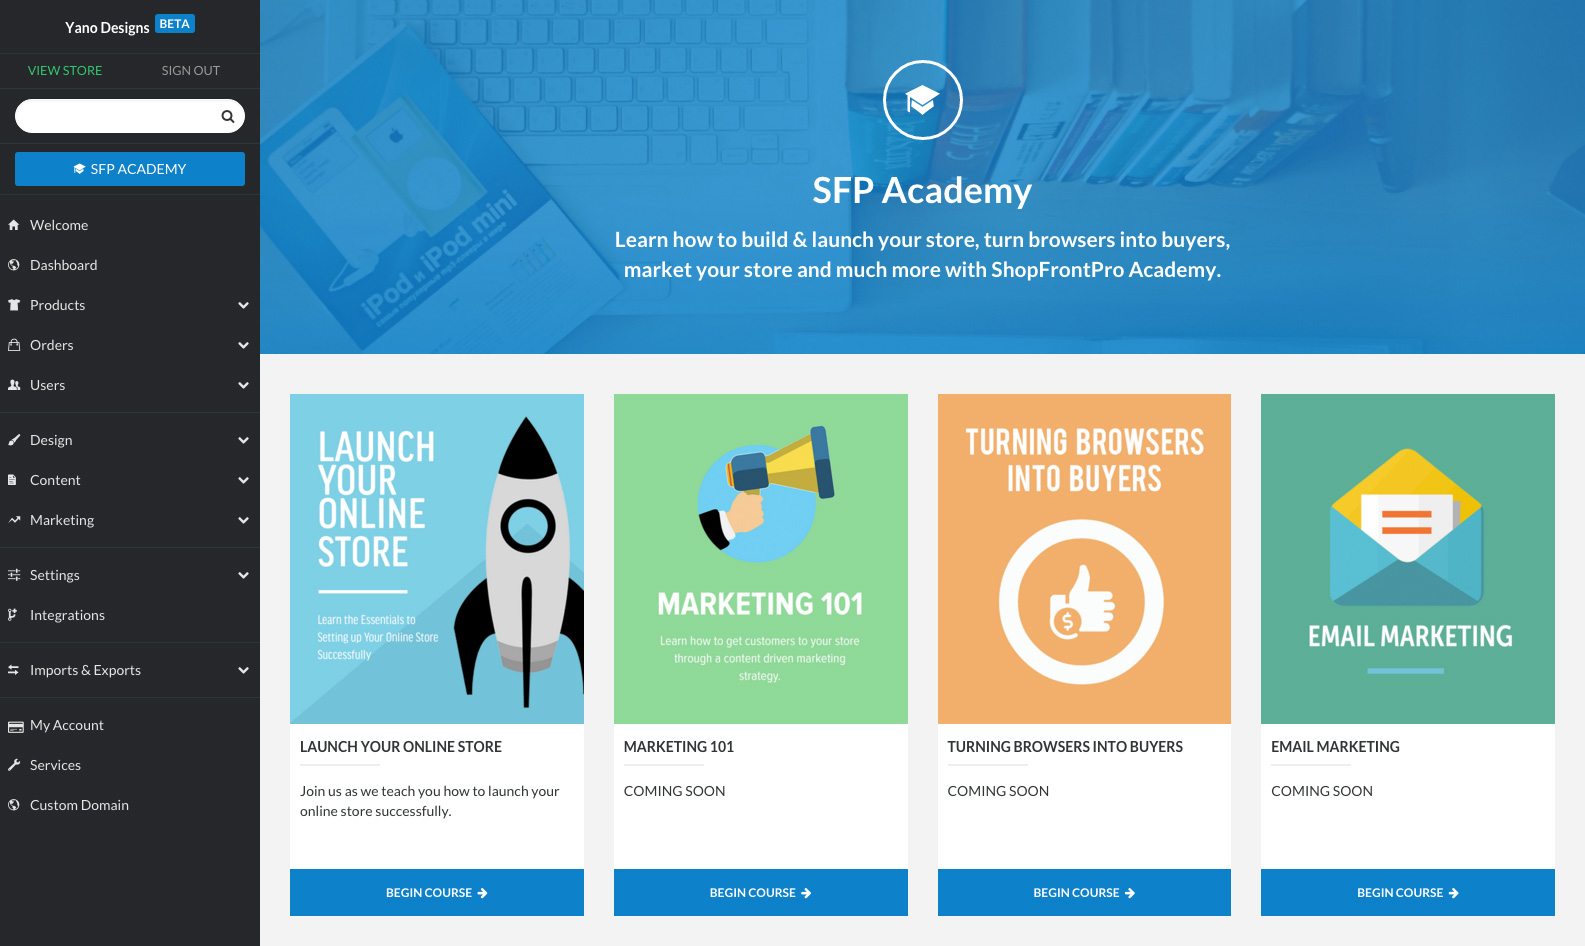 Yano Designs BETA
VIEW STORE SIGN OUT
SFP ACADEMY
Welcome
Dashboard
Products
Orders
Users
Design
Content
Marketing
Settings
Integrations
Imports & Exports
My Account
Services
Custom Domain
iPod x iPod mini
SFP Academy
Learn how to build & launch your store, turn browsers into buyers,
market your store and much more with ShopFrontPro Academy.
LAUNCH
YOUR
ONLINE
STORE
Learn the Essentials to
Setting up Your Online Store
Successfully
LAUNCH YOUR ONLINE STORE
Join us as we teach you how to launch your
online store successfully.
BEGIN COURSE
MARKETING 101
Learn how to get customers to your store
through a content driven marketing
strategy.
MARKETING 101
COMING SOON
BEGIN COURSE
TURNING BROWSERS
INTO BUYERS
$
TURNING BROWSERS INTO BUYERS
COMING SOON
BEGIN COURSE
EMAIL MARKETING
EMAIL MARKETING
COMING SOON
BEGIN COURSE